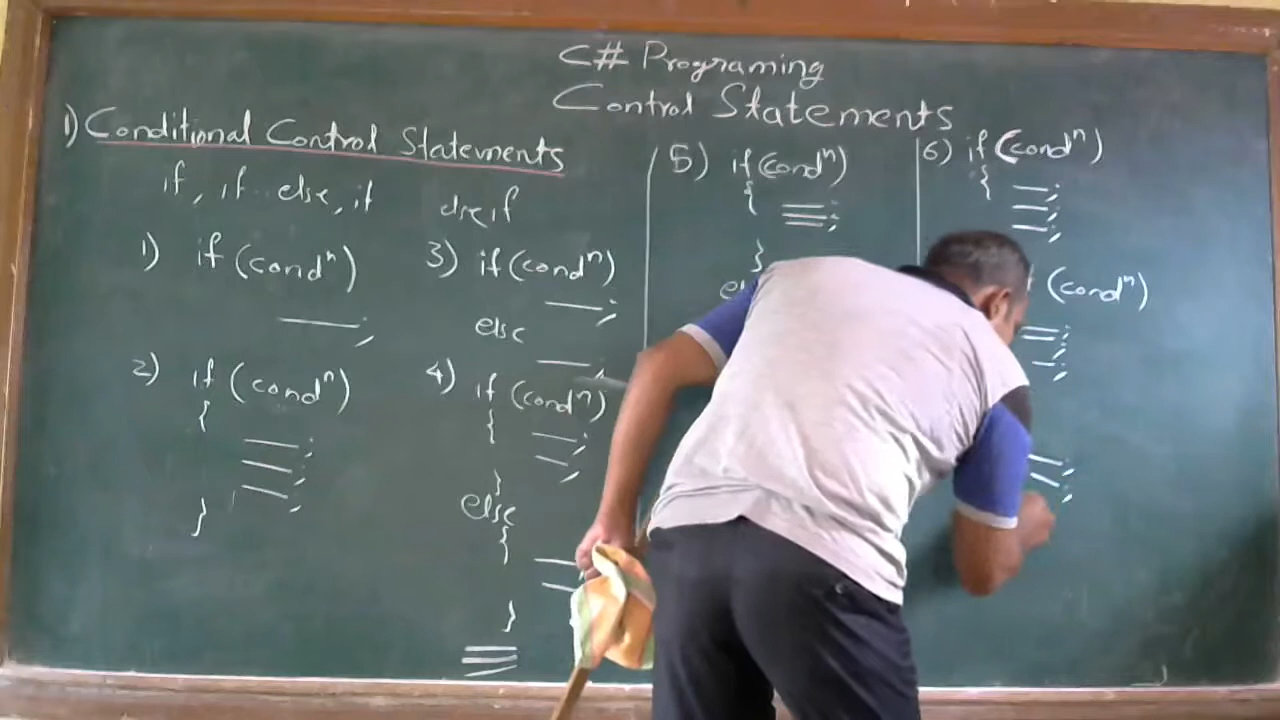 C# Programing
Control Statements
1) Conditional Control Statements
if, if..else, if else if
1) if (condⁿ)
;
2) if (condⁿ)
{
;
;
;
}
3) if (condⁿ)
;
else
;
4) if (condⁿ)
{
;
;
}
else
{
}
5) if (condⁿ)
{
;
}
6) if (condⁿ)
{
;
;
;
(condⁿ)
;
;
;
;